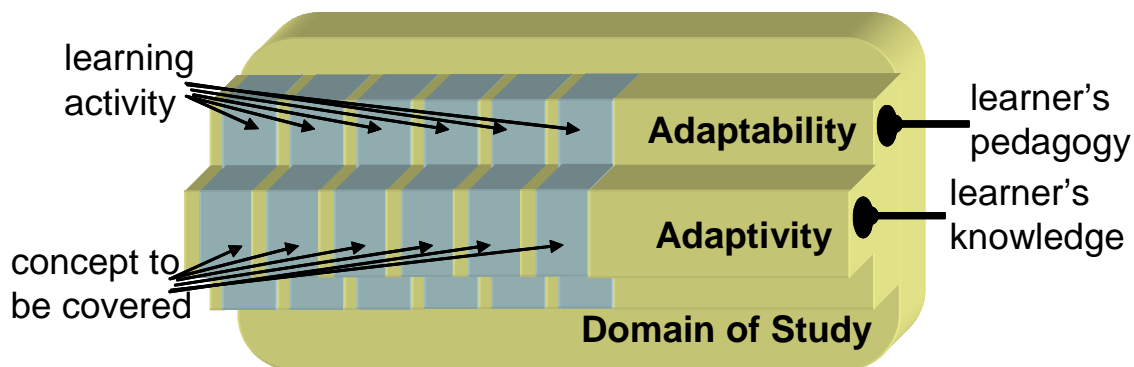 learning
activity
Adaptability
learner's
pedagogy
Adaptivity
learner's
knowledge
concept to
be covered
Domain of Study